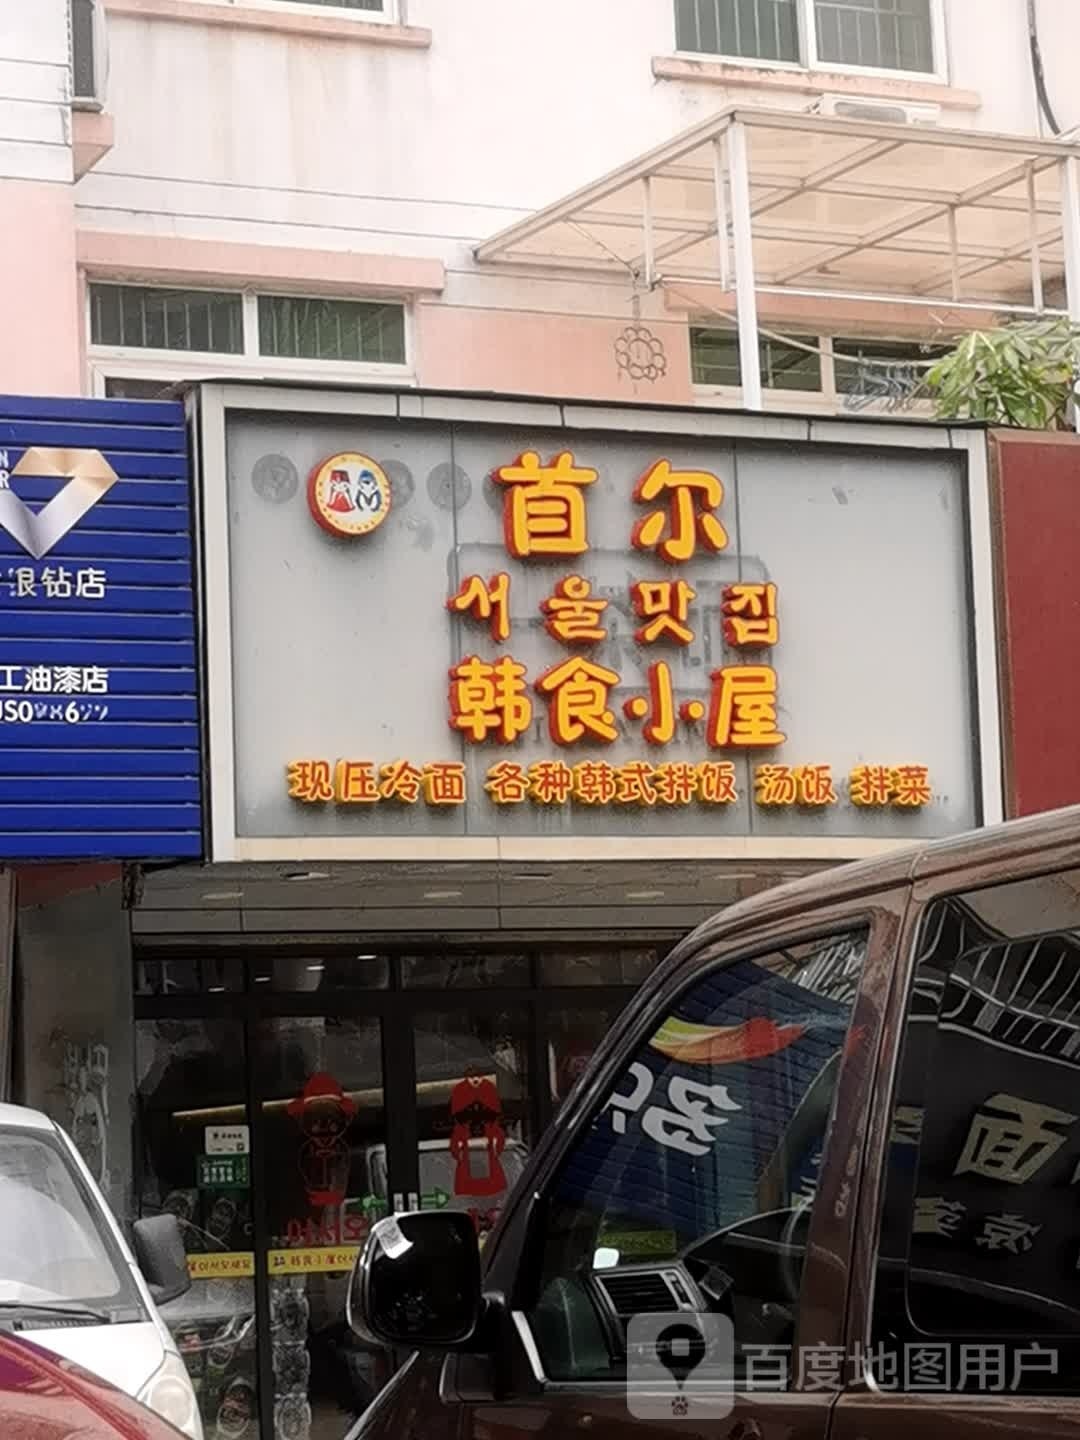 首尔
서울맛집
韩食·小·屋
现压冷面 各种韩式拌饭 汤饭 拌菜
浪钻店
工油漆店
面
百度地图用户